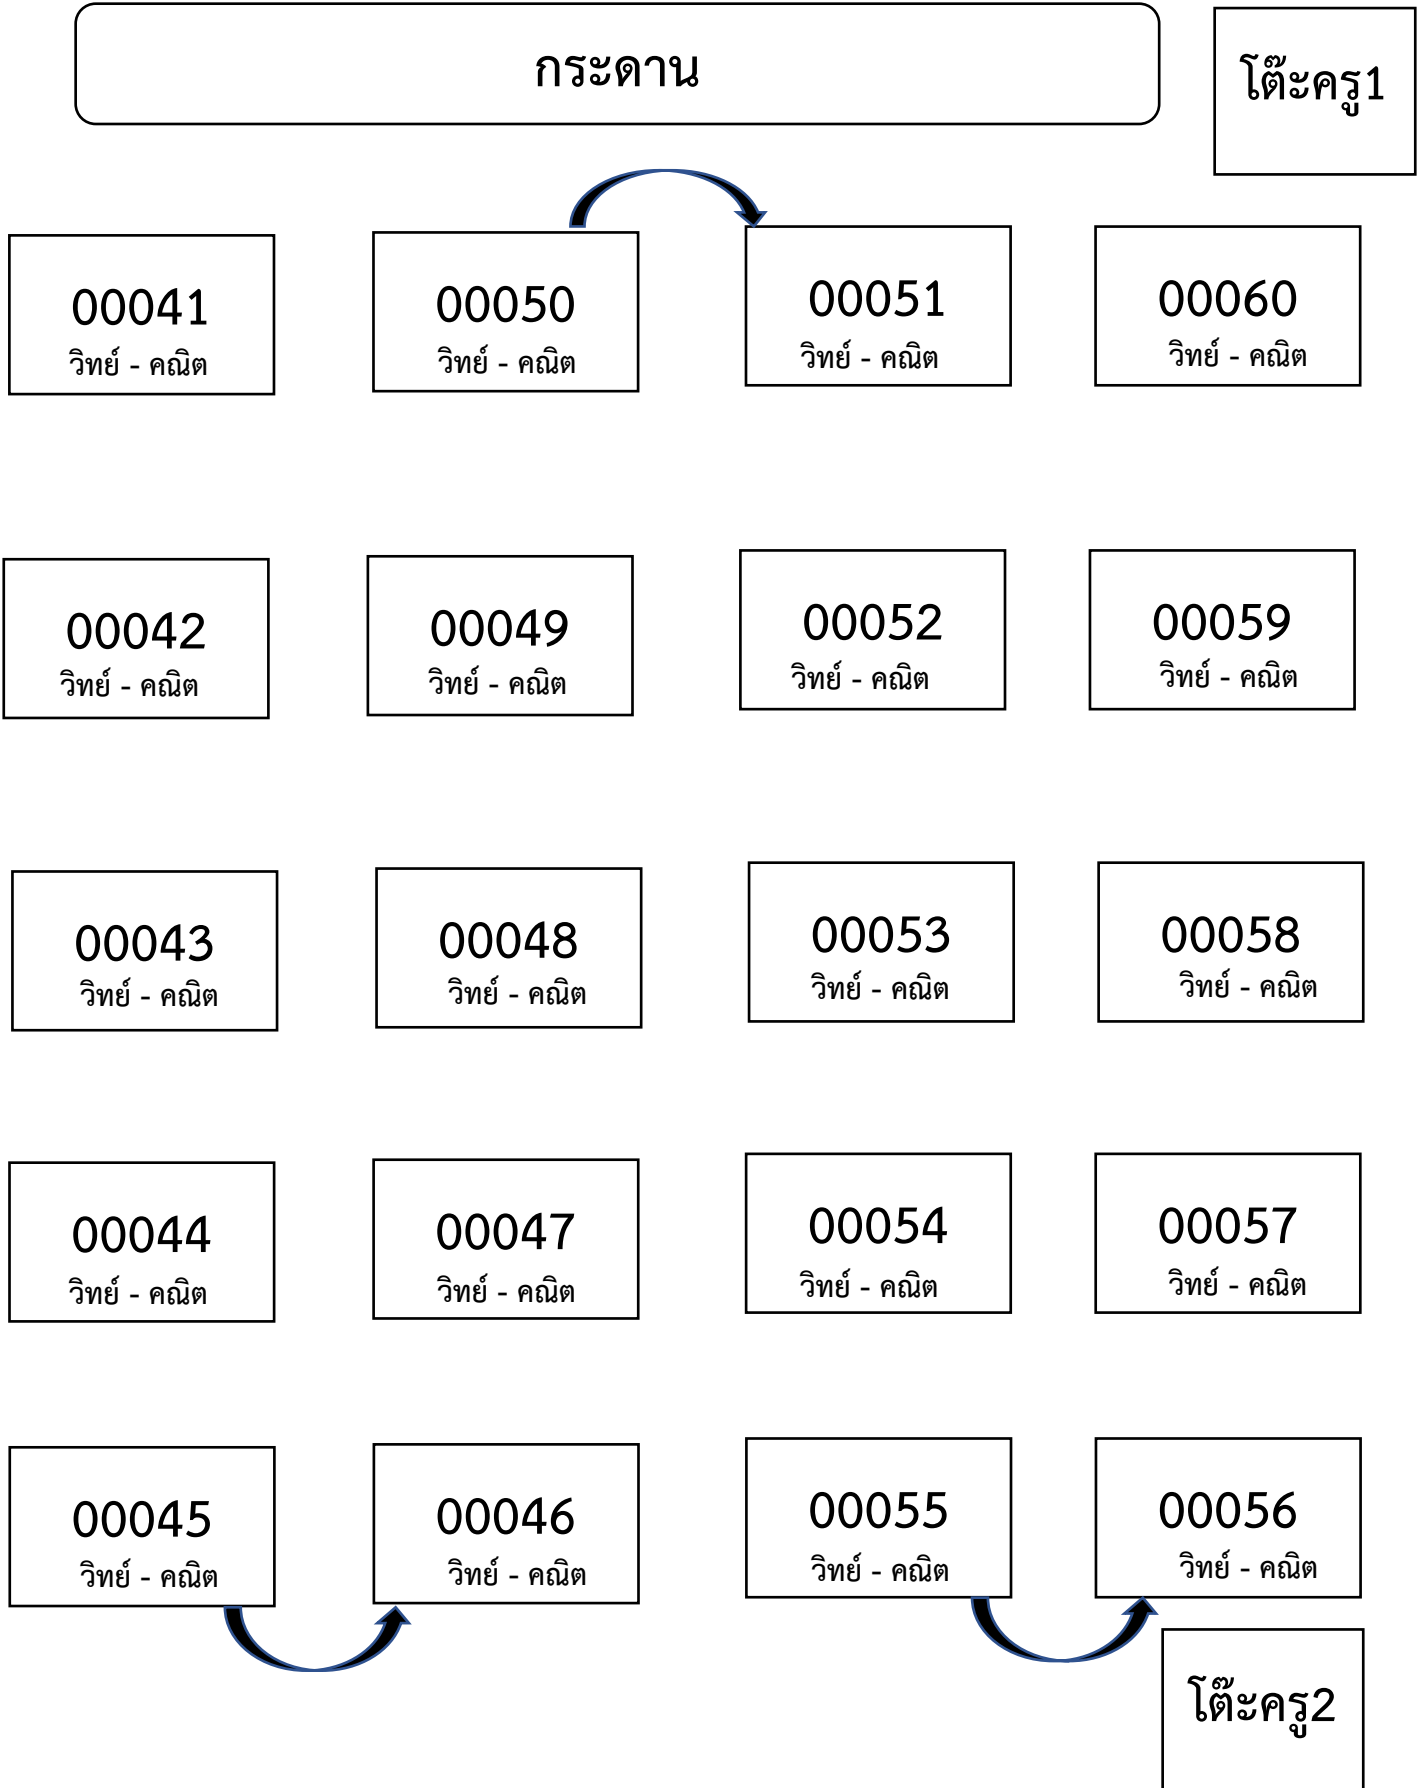 กระดาน
โต๊ะครู1
00041
วิทย์ - คณิต
00050
วิทย์ - คณิต
00051
วิทย์ - คณิต
00060
วิทย์ - คณิต
00042
วิทย์ - คณิต
00049
วิทย์ - คณิต
00052
วิทย์ - คณิต
00059
วิทย์ - คณิต
00043
วิทย์ - คณิต
00048
วิทย์ - คณิต
00053
วิทย์ - คณิต
00058
วิทย์ - คณิต
00044
วิทย์ - คณิต
00047
วิทย์ - คณิต
00054
วิทย์ - คณิต
00057
วิทย์ - คณิต
00045
วิทย์ - คณิต
00046
วิทย์ - คณิต
00055
วิทย์ - คณิต
00056
วิทย์ - คณิต
โต๊ะครู2